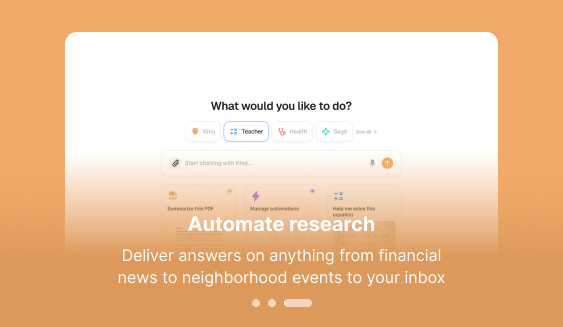 What would you like to do?
Khoj
Teacher
Health
Sage
See all →
Start chatting with Khoj...
Summarize this PDF
Manage automations
Help me solve this
equation
Automate research
Deliver answers on anything from financial
news to neighborhood events to your inbox